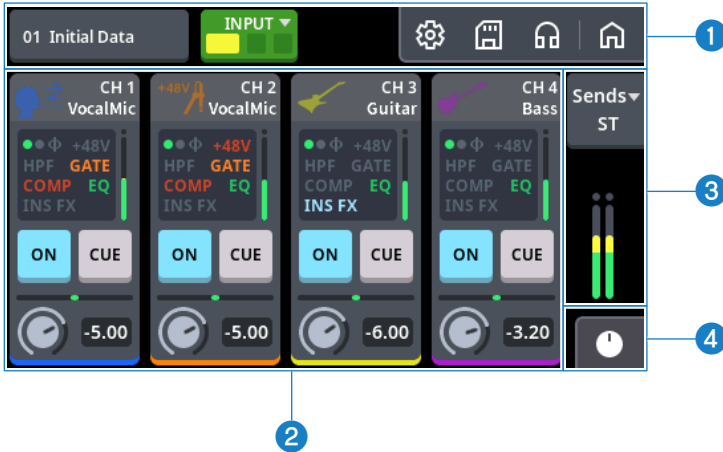 01 Initial Data INPUT 1
CH 1 CH 2 CH 3 CH 4 Sends
+48V
VocalMic VocalMic Guitar Bass ST
Φ +48V Φ +48V Φ +48V Φ +48V
HPF GATE HPF GATE HPF GATE HPF GATE
COMP EQ COMP EQ COMP EQ COMP EQ
INS FX INS FX INS FX INS FX
3
ON CUE ON CUE ON CUE ON CUE
-5.00 -5.00 -6.00 -3.20
4
2